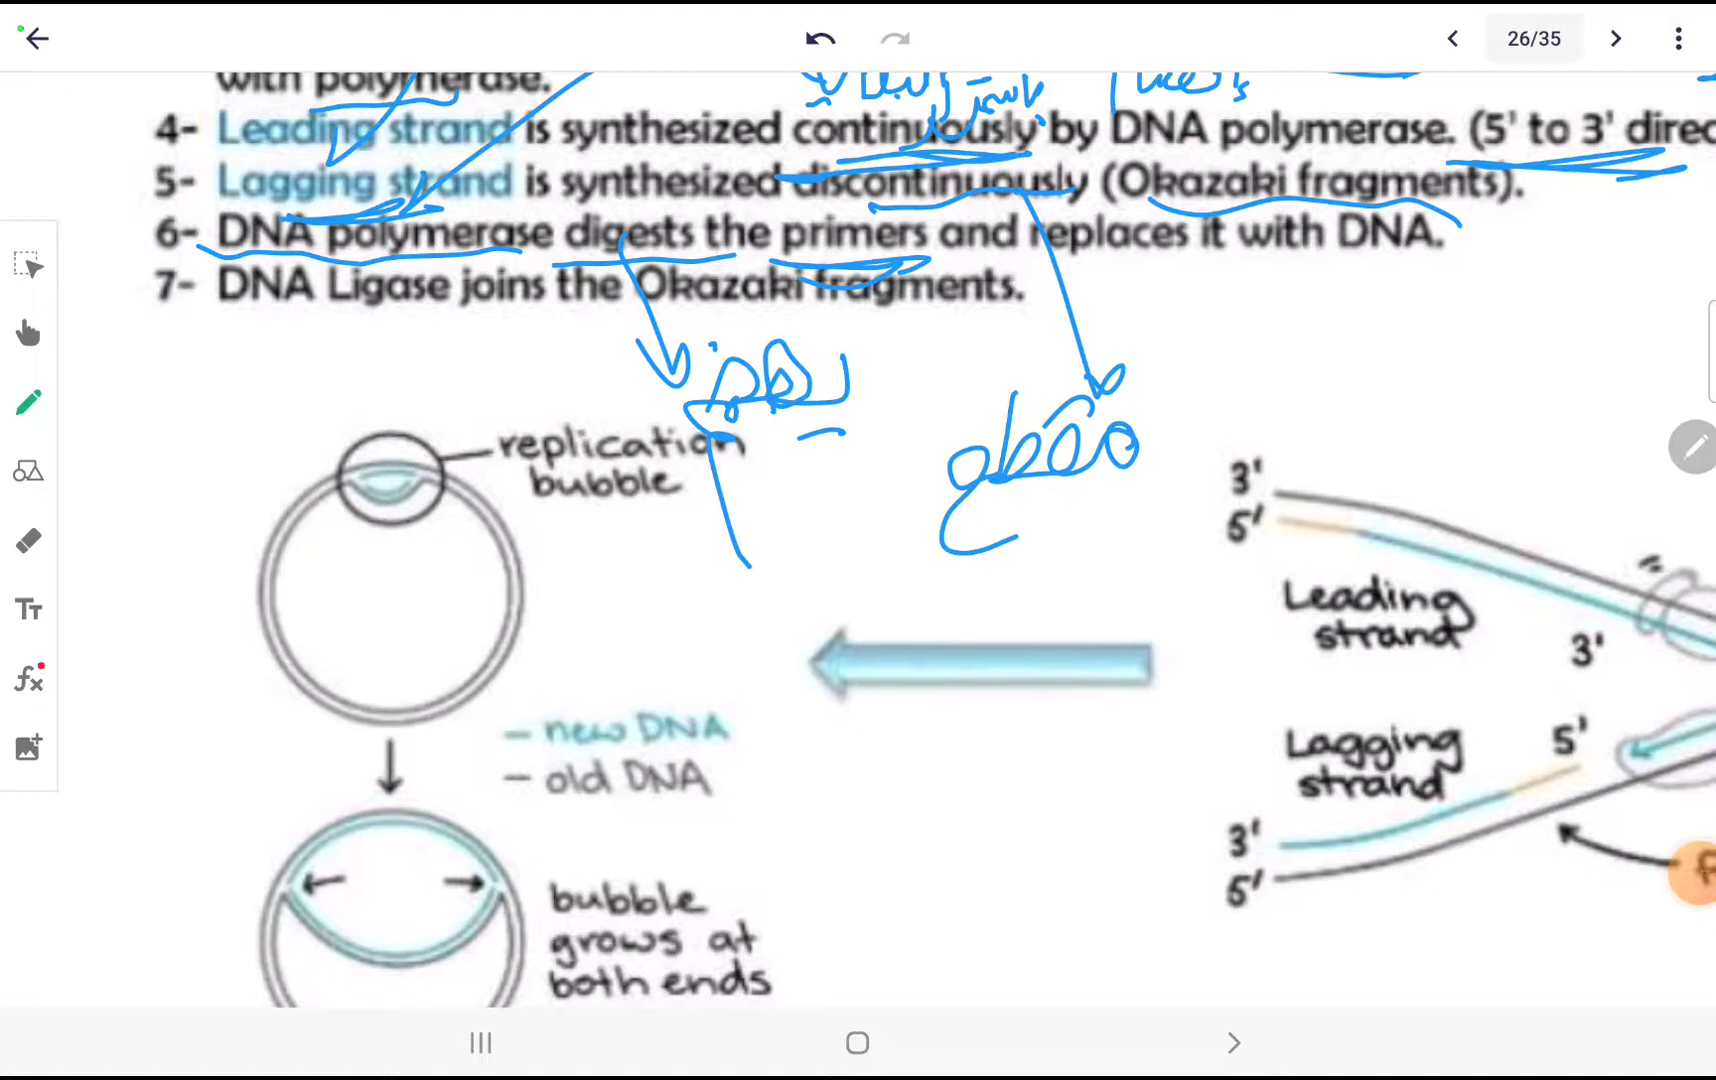 26/35
with polymerase.
4- Leading strand is synthesized continuously by DNA polymerase. (5' to 3' direc
5- Lagging strand is synthesized discontinuously (Okazaki fragments).
6- DNA polymerase digests the primers and replaces it with DNA.
7- DNA Ligase joins the Okazaki fragments.
replication
bubble
متقطع
3'
5'
Leading
strand
3'
new DNA
old DNA
Lagging
strand
5'
3'
5'
bubble
grows at
both ends
Tт
fx